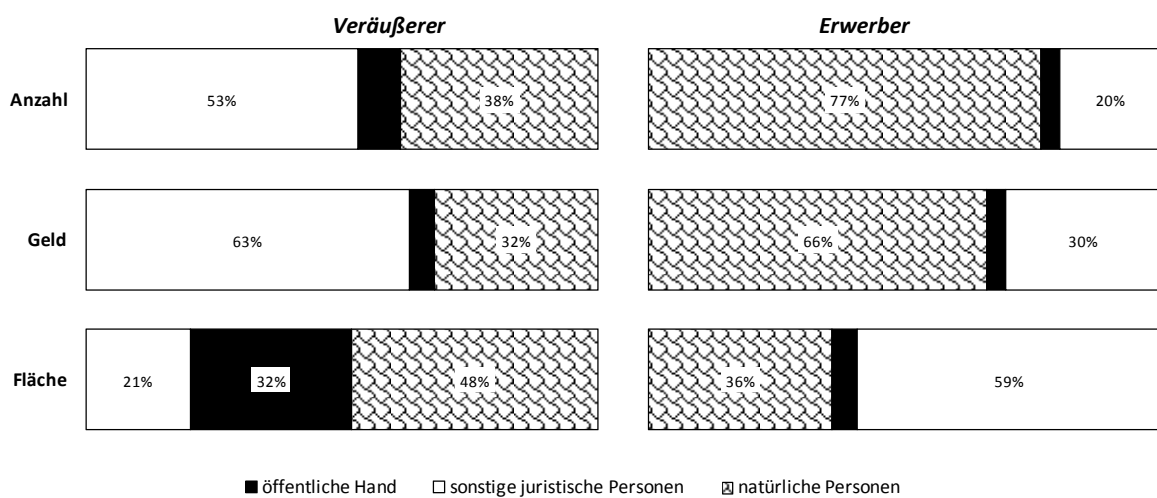 Veräußerer Erwerber
Anzahl 53% 38% 77% 20%
Geld 63% 32% 66% 30%
Fläche 21% 32% 48% 36% 59%
öffentliche Hand sonstige juristische Personen natürliche Personen